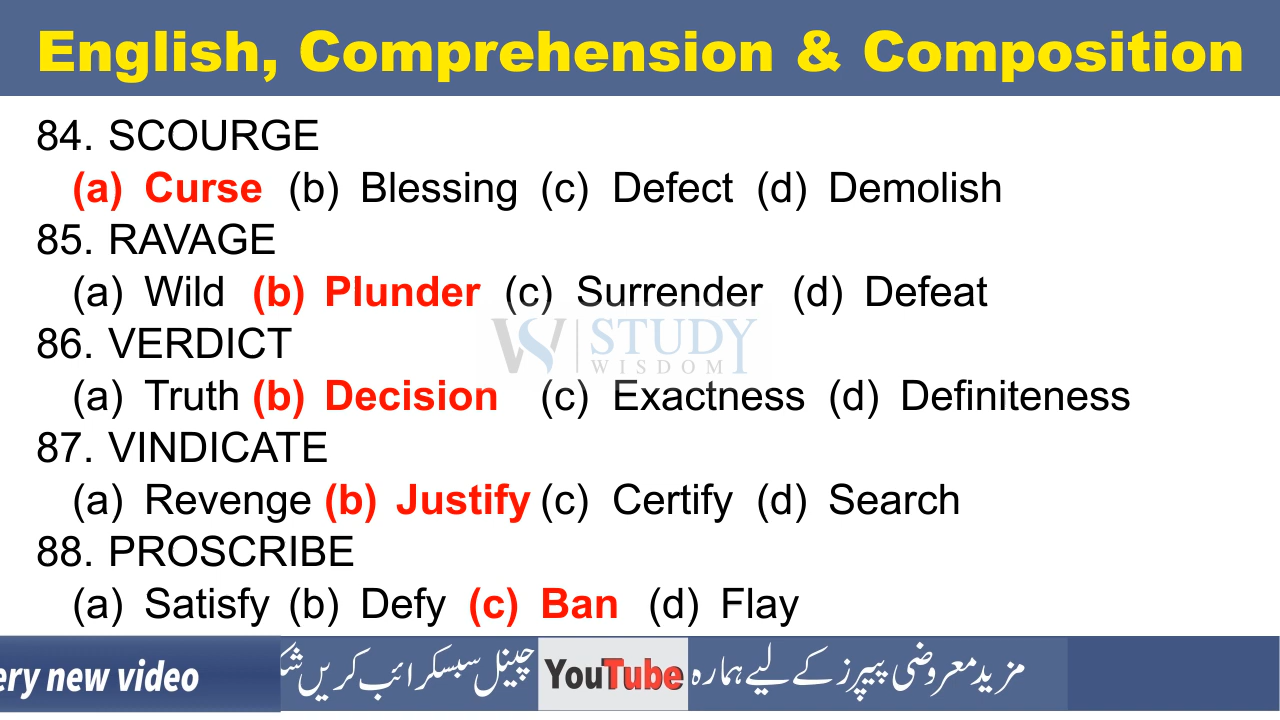 English, Comprehension & Composition
84. SCOURGE
(a) Curse (b) Blessing (c) Defect (d) Demolish
85. RAVAGE
(a) Wild (b) Plunder (c) Surrender (d) Defeat
86. VERDICT
(a) Truth (b) Decision (c) Exactness (d) Definiteness
87. VINDICATE
(a) Revenge (b) Justify (c) Certify (d) Search
88. PROSCRIBE
(a) Satisfy (b) Defy (c) Ban (d) Flay
WS STUDY
WISDOM
ery new video
مزید معروضی پیپرز کے لیے ہمارہ YouTube چینل سبسکرائب کریں شک